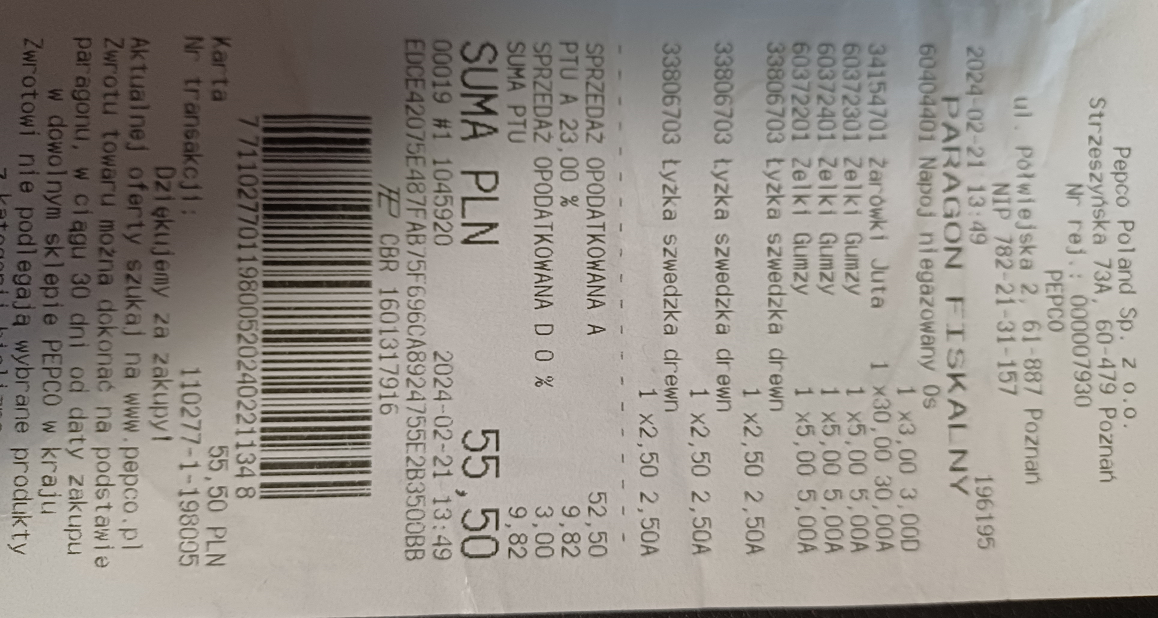 Pepco Poland Sp. z o.o.
Strzeszyńska 73A, 60-479 Poznań
Nr rej.: 000007930
PEPCO
ul. Półwiejska 2, 61-887 Poznań
NIP 782-21-31-157
2024-02-21 13:49 196195
PARAGON FISKALNY
60404401 Napoj niegazowany Os
1 x3,00 3,00D
34154701 Żarówki Juta 1 x30,00 30,00A
60372301 Żelki Gumzy 1 x5,00 5,00A
60372401 Żelki Gumzy 1 x5,00 5,00A
60372201 Żelki Gumzy 1 x5,00 5,00A
33806703 Łyżka szwedzka drewn
1 x2,50 2,50A
33806703 Łyżka szwedzka drewn
1 x2,50 2,50A
33806703 Łyżka szwedzka drewn
1 x2,50 2,50A
- - - - - - - - - - - - - - - -
SPRZEDAŻ OPODATKOWANA A 52,50
PTU A 23,00 % 9,82
SPRZEDAŻ OPODATKOWANA D 0 % 3,00
SUMA PTU 9,82
SUMA PLN 55,50
00019 #1 1045920 2024-02-21 13:49
EDCE42075E487FAB75F696CA8924755E2B3500BB
CBR 1601317916
7711027701198005202402211348
Karta 55,50 PLN
Nr transakcji: 110277-1-198005
Dziękujemy za zakupy!
Aktualnej oferty szukaj na www.pepco.pl
Zwrotu towaru można dokonać na podstawie
paragonu, w ciągu 30 dni od daty zakupu
w dowolnym sklepie PEPCO w kraju
Zwrotowi nie podlegają wybrane produkty